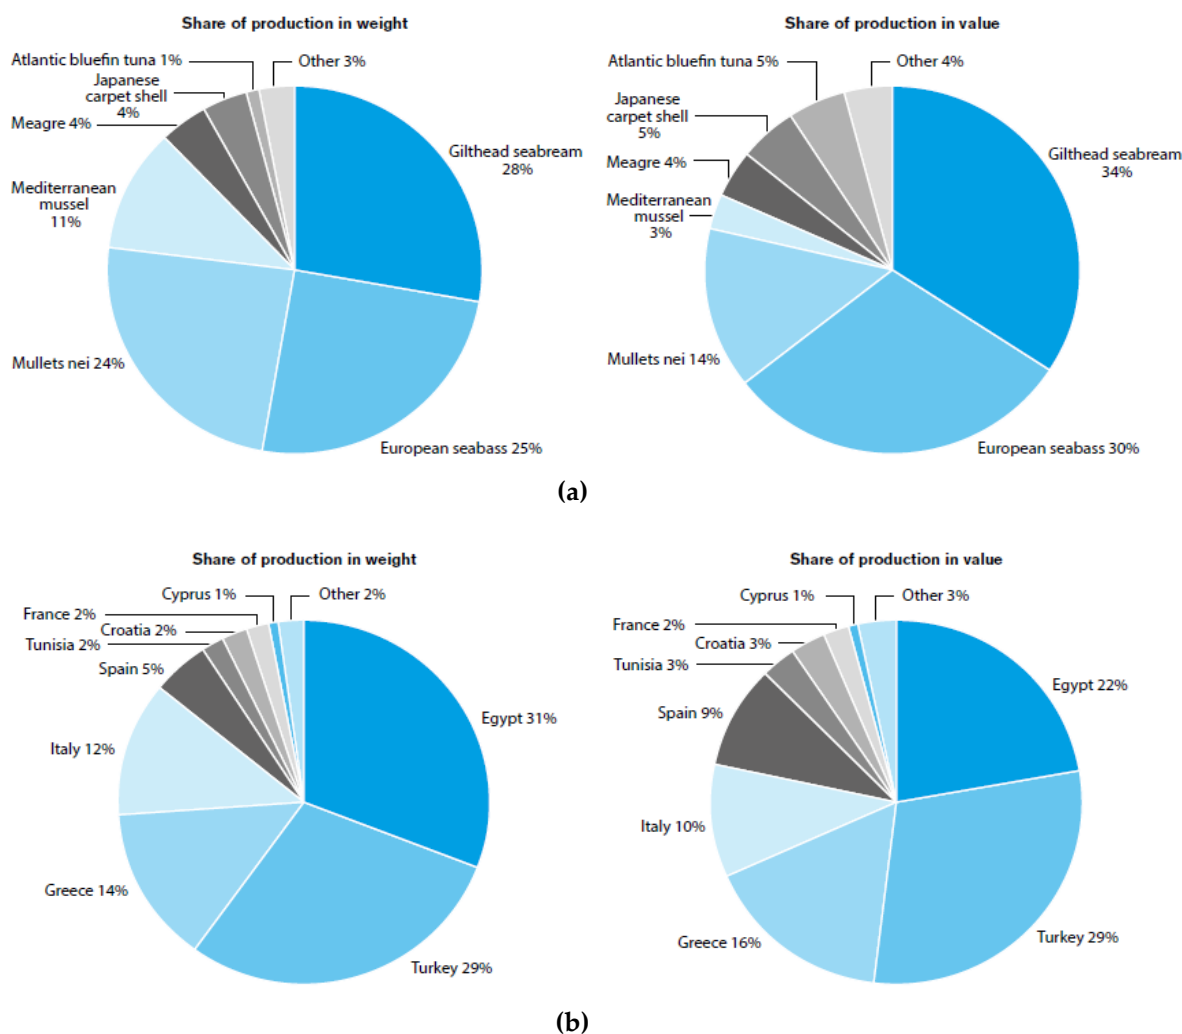 Share of production in weight
Atlantic bluefin tuna 1%
Other 3%
Japanese
carpet shell
4%
Meagre 4%
Gilthead seabream
28%
Mediterranean
mussel
11%
Mullets nei 24%
European seabass 25%
Share of production in value
Atlantic bluefin tuna 5%
Other 4%
Japanese
carpet shell
5%
Gilthead seabream
34%
Meagre 4%
Mediterranean
mussel
3%
Mullets nei 14%
European seabass 30%
(a)
Share of production in weight
Cyprus 1%
Other 2%
France 2%
Croatia 2%
Tunisia 2%
Spain 5%
Egypt 31%
Italy 12%
Greece 14%
Turkey 29%
Share of production in value
Cyprus 1%
Other 3%
France 2%
Croatia 3%
Tunisia 3%
Egypt 22%
Spain 9%
Italy 10%
Greece 16%
Turkey 29%
(b)